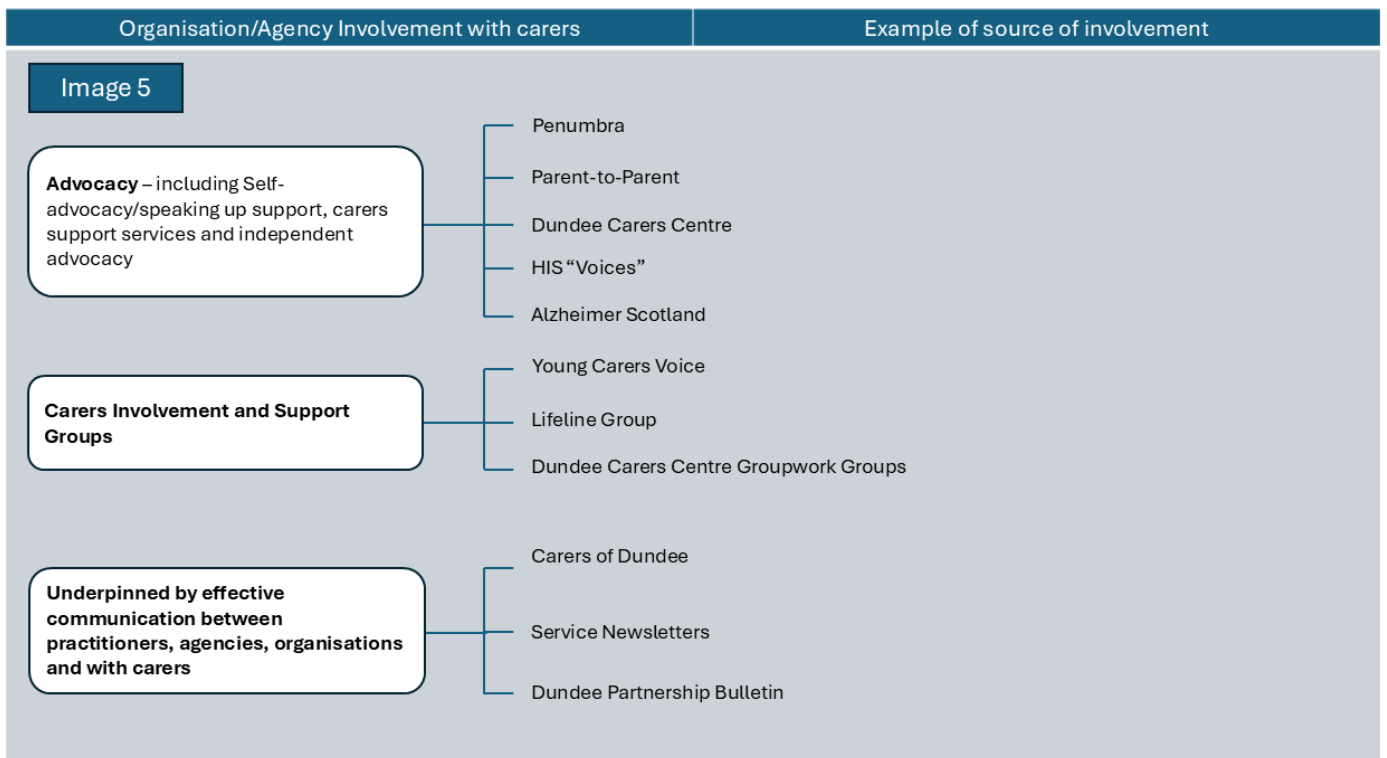 Organisation/Agency Involvement with carers
Example of source of involvement
Image 5
Advocacy – including Self-
advocacy/speaking up support, carers
support services and independent
advocacy
Penumbra
Parent-to-Parent
Dundee Carers Centre
HIS “Voices”
Alzheimer Scotland
Carers Involvement and Support
Groups
Young Carers Voice
Lifeline Group
Dundee Carers Centre Groupwork Groups
Underpinned by effective
communication between
practitioners, agencies, organisations
and with carers
Carers of Dundee
Service Newsletters
Dundee Partnership Bulletin